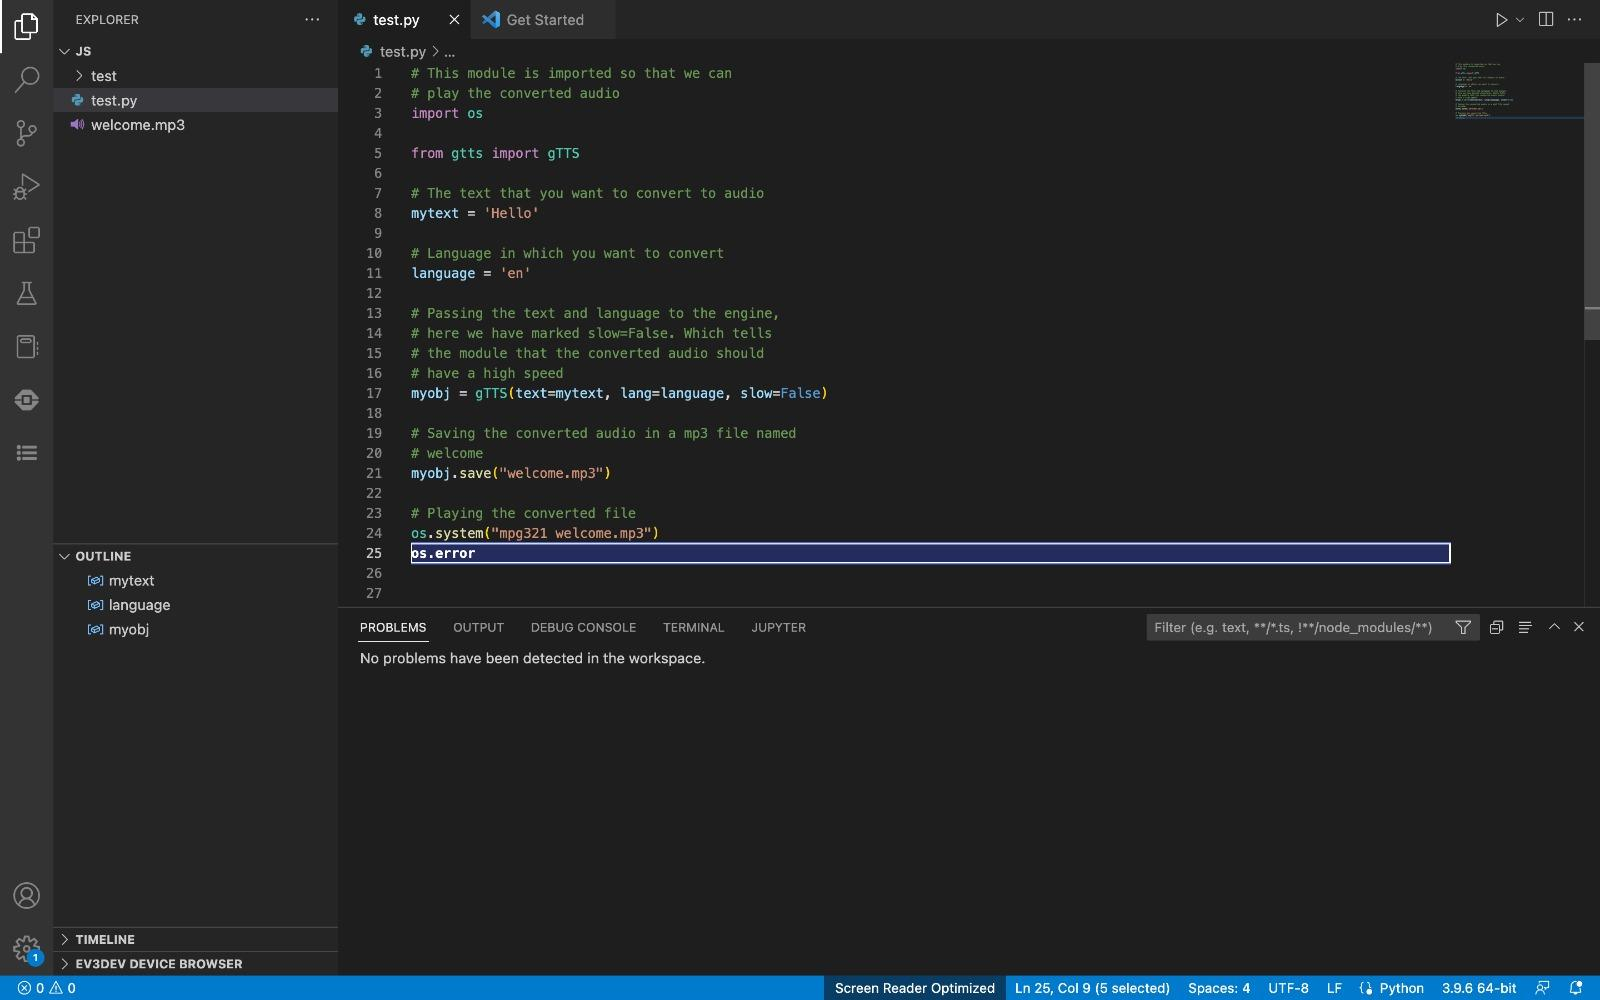 EXPLORER
JS
test
test.py
welcome.mp3
OUTLINE
mytext
language
myobj
TIMELINE
EV3DEV DEVICE BROWSER
1
test.py
Get Started
test.py > ...
1 # This module is imported so that we can
2 # play the converted audio
3 import os
4
5 from gtts import gTTS
6
7 # The text that you want to convert to audio
8 mytext = 'Hello'
9
10 # Language in which you want to convert
11 language = 'en'
12
13 # Passing the text and language to the engine,
14 # here we have marked slow=False. Which tells
15 # the module that the converted audio should
16 # have a high speed
17 myobj = gTTS(text=mytext, lang=language, slow=False)
18
19 # Saving the converted audio in a mp3 file named
20 # welcome
21 myobj.save("welcome.mp3")
22
23 # Playing the converted file
24 os.system("mpg321 welcome.mp3")
25 os.error
26
27
PROBLEMS OUTPUT DEBUG CONSOLE TERMINAL JUPYTER Filter (e.g. text, **/*.ts, !**/node_modules/**)
No problems have been detected in the workspace.
0 0 Screen Reader Optimized Ln 25, Col 9 (5 selected) Spaces: 4 UTF-8 LF Python 3.9.6 64-bit